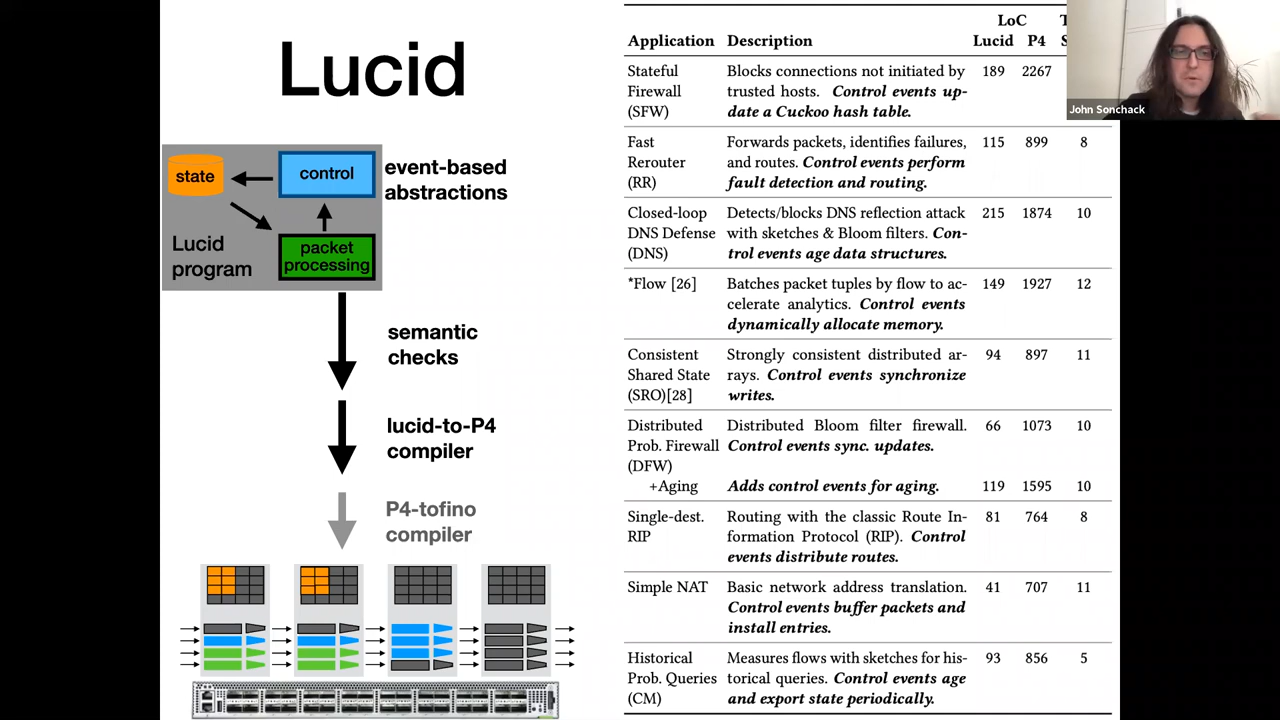 Lucid
state
control
event-based
abstractions
Lucid
program
packet
processing
semantic
checks
lucid-to-P4
compiler
P4-tofino
compiler
LoC
Application Description Lucid P4
Stateful Blocks connections not initiated by 189 2267
Firewall trusted hosts. Control events up-
(SFW) date a Cuckoo hash table.
Fast Forwards packets, identifies failures, 115 899 8
Rerouter and routes. Control events perform
(RR) fault detection and routing.
Closed-loop Detects/blocks DNS reflection attack 215 1874 10
DNS Defense with sketches & Bloom filters. Con-
(DNS) trol events age data structures.
*Flow [26] Batches packet tuples by flow to ac- 149 1927 12
celerate analytics. Control events
dynamically allocate memory.
Consistent Strongly consistent distributed ar- 94 897 11
Shared State rays. Control events synchronize
(SRO)[28] writes.
Distributed Distributed Bloom filter firewall. 66 1073 10
Prob. Firewall Control events sync. updates.
(DFW)
+Aging Adds control events for aging. 119 1595 10
Single-dest. Routing with the classic Route In- 81 764 8
RIP formation Protocol (RIP). Control
events distribute routes.
Simple NAT Basic network address translation. 41 707 11
Control events buffer packets and
install entries.
Historical Measures flows with sketches for his- 93 856 5
Prob. Queries torical queries. Control events age
(CM) and export state periodically.
John Sonchack